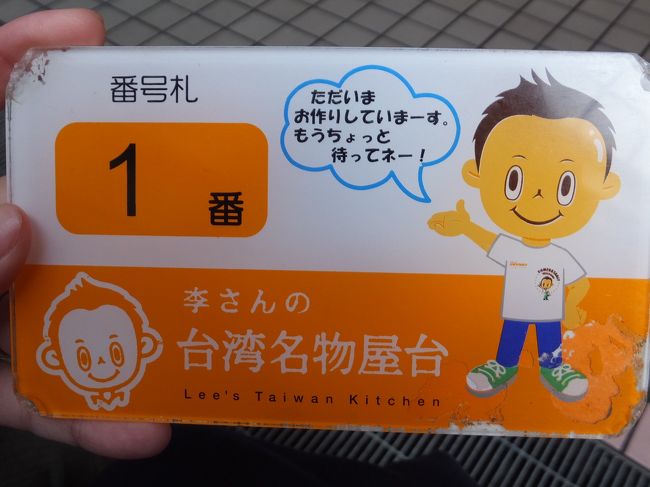 番号札
1番
ただいま
お作りしていまーす。
もうちょっと
待ってネー!
李さんの
台湾名物屋台
Lee's Taiwan Kitchen